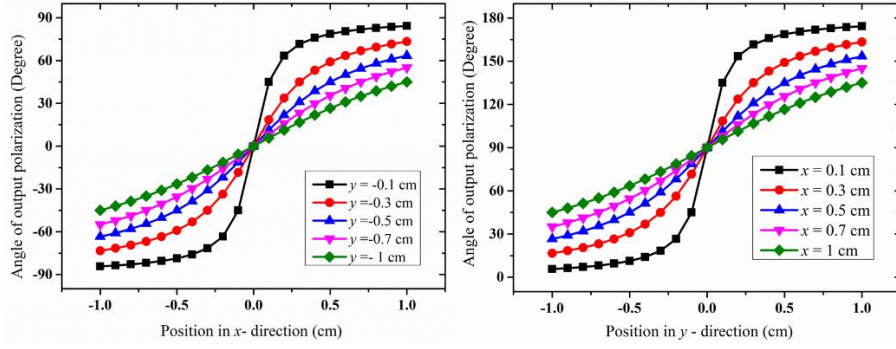 Angle of output polarization (Degree)
90
60
30
0
-30
-60
-90
y = -0.1 cm
y = -0.3 cm
y = -0.5 cm
y = -0.7 cm
y =- 1 cm
-1.0 -0.5 0.0 0.5 1.0
Position in x- direction (cm)
Angle of output polarization (Degree)
180
150
120
90
60
30
0
x = 0.1 cm
x = 0.3 cm
x = 0.5 cm
x = 0.7 cm
x = 1 cm
-1.0 -0.5 0.0 0.5 1.0
Position in y - direction (cm)